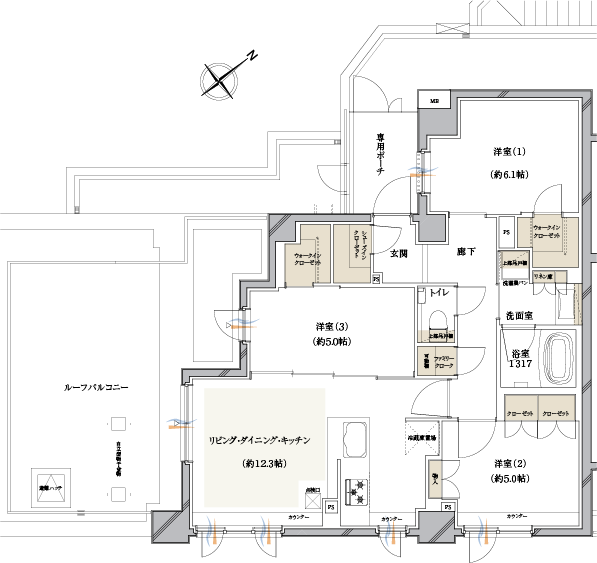 N
MB
専用ポーチ
洋室(1)
(約6.1帖)
PS
ウォークイン
クローゼット
シューズイン
クローゼット
ウォークイン
クローゼット
玄関
廊下
PS
上部吊戸棚
洗濯機パン
リネン庫
洗面室
トイレ
上部吊戸棚
洋室(3)
(約5.0帖)
可動棚
ファミリー
クローク
浴室
1317
ルーフバルコニー
避難ハッチ
リビング・ダイニング・キッチン
(約12.3帖)
点検口
PS
カウンター
冷蔵庫置場
カウンター
クローゼット
クローゼット
物入
洋室(2)
(約5.0帖)
PS
カウンター